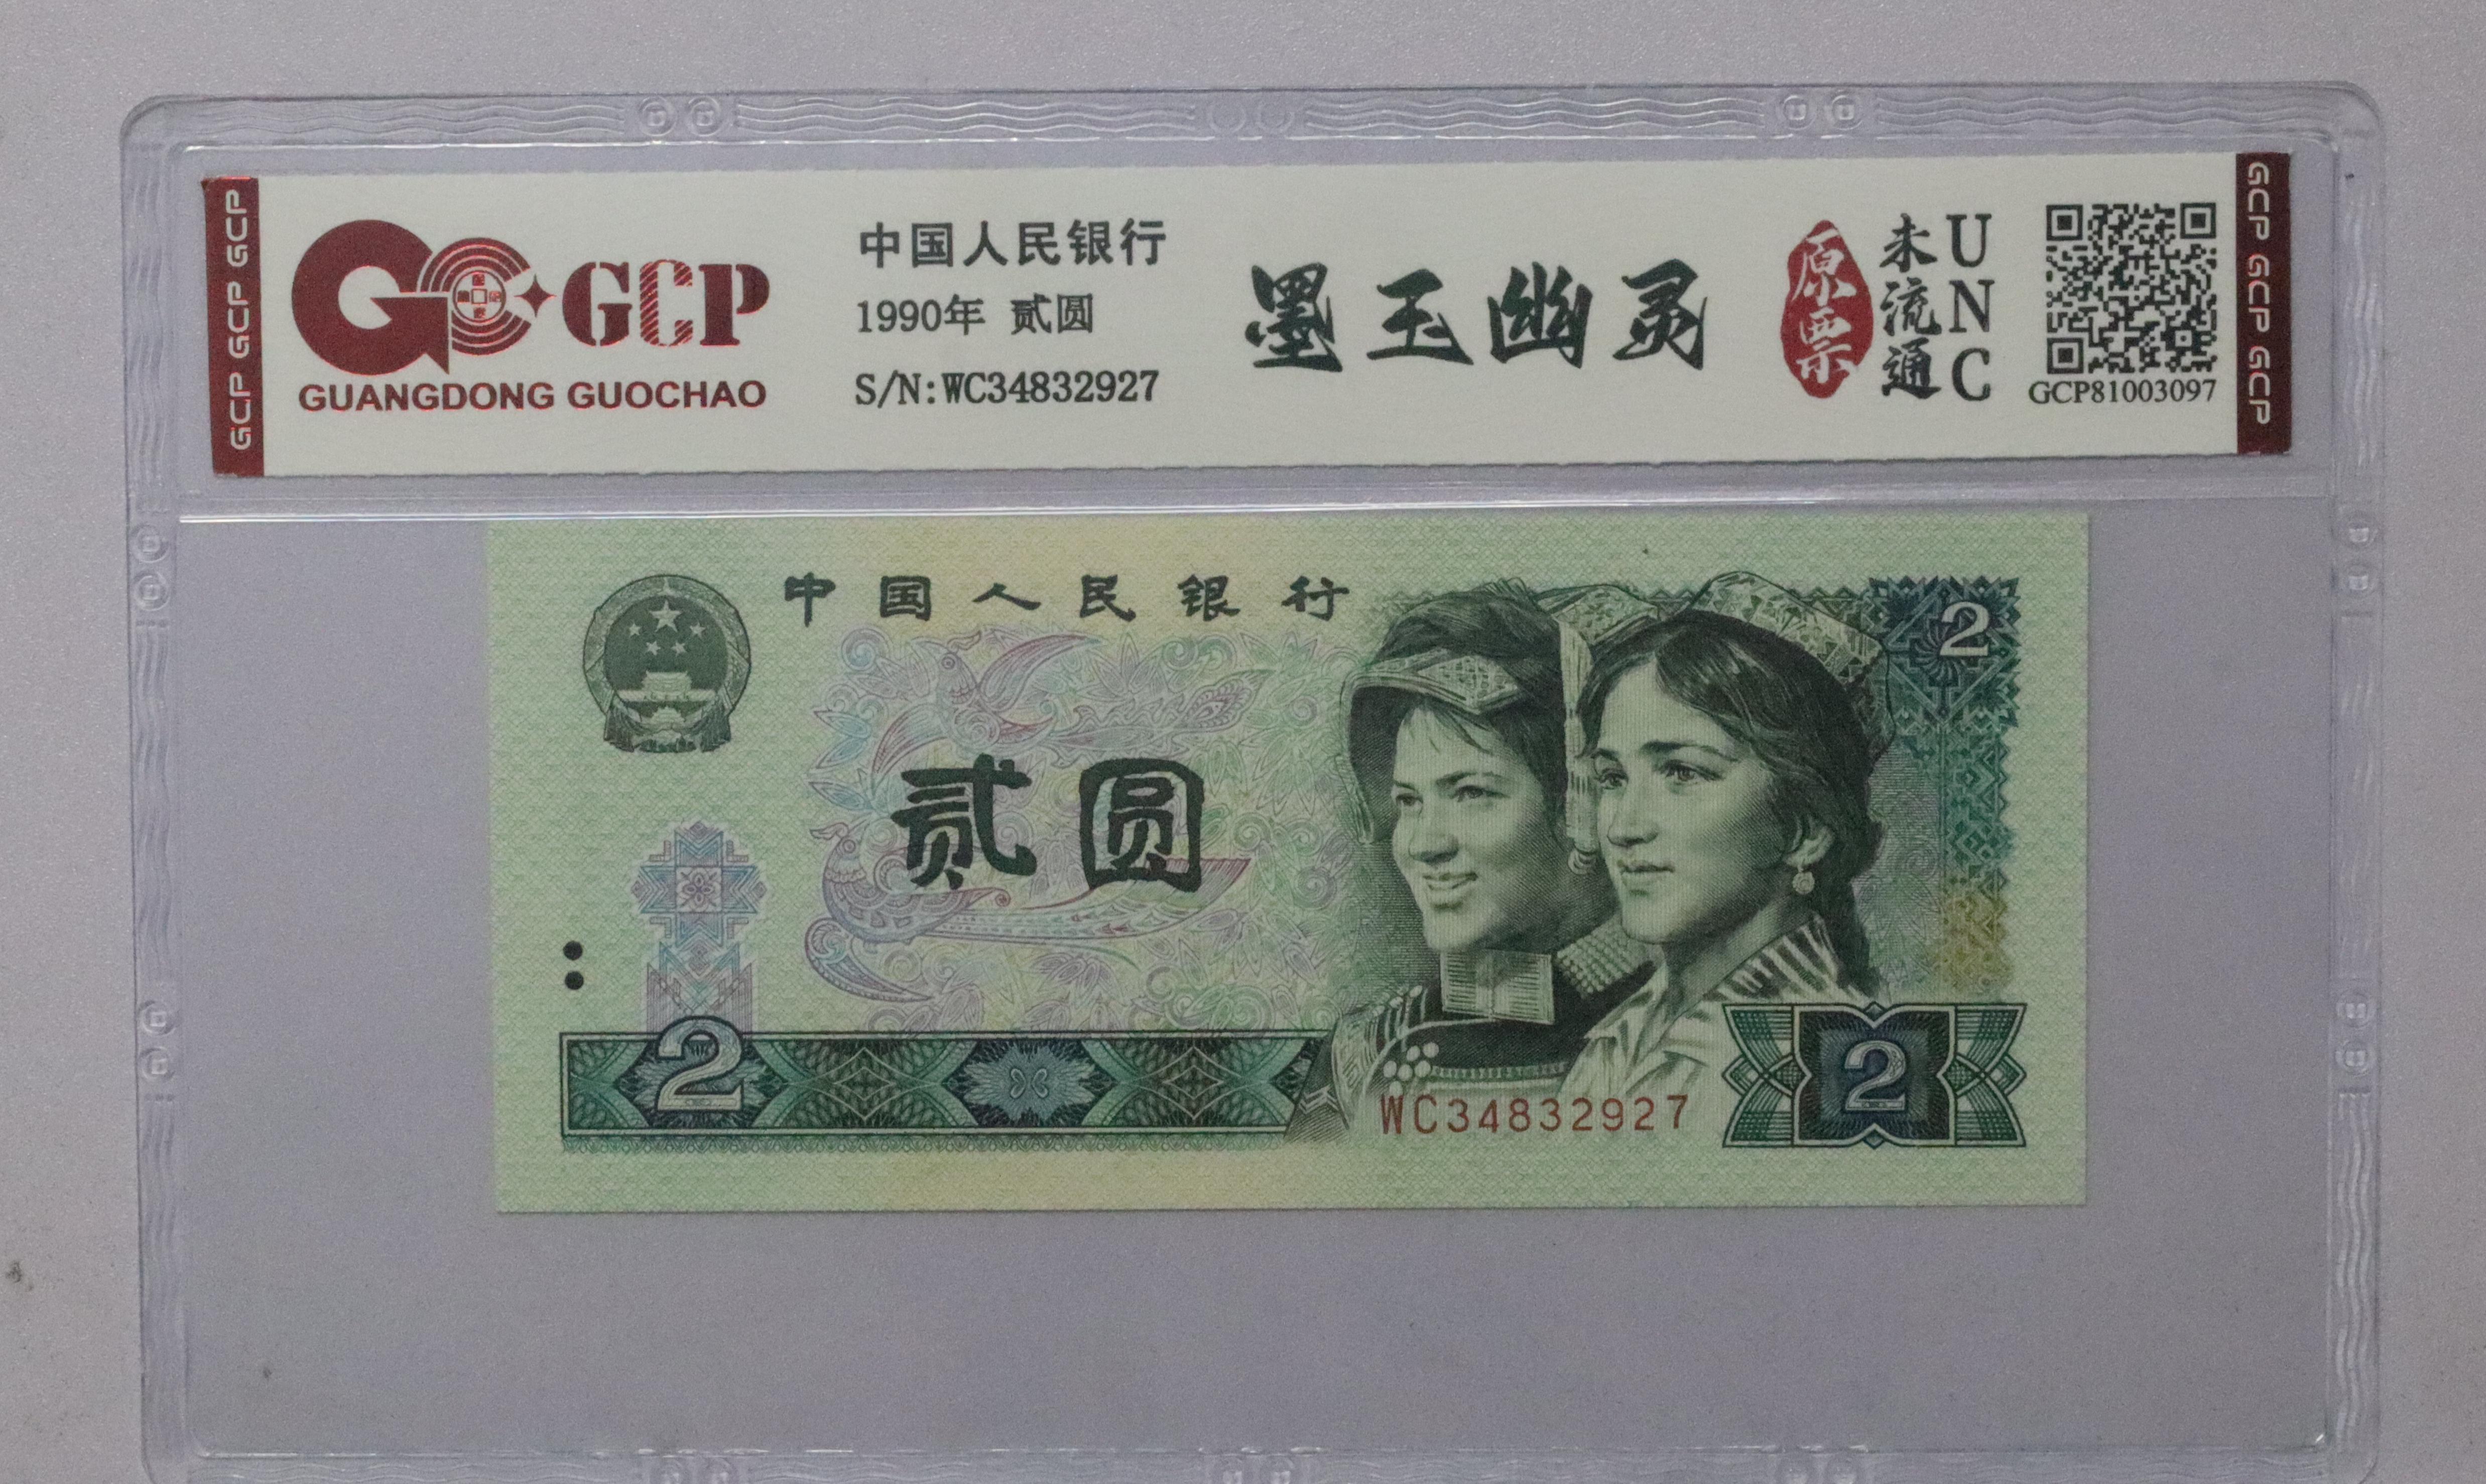 GCP GCP GCP
GCP
GUANGDONG GUOCHAO
中国人民银行
1990年 贰圆
S/N:WC34832927
墨玉幽灵
原票
未流通
UNC
GCP81003097
GCP GCP GCP
中国人民银行
2
贰圆
2
WC34832927
2